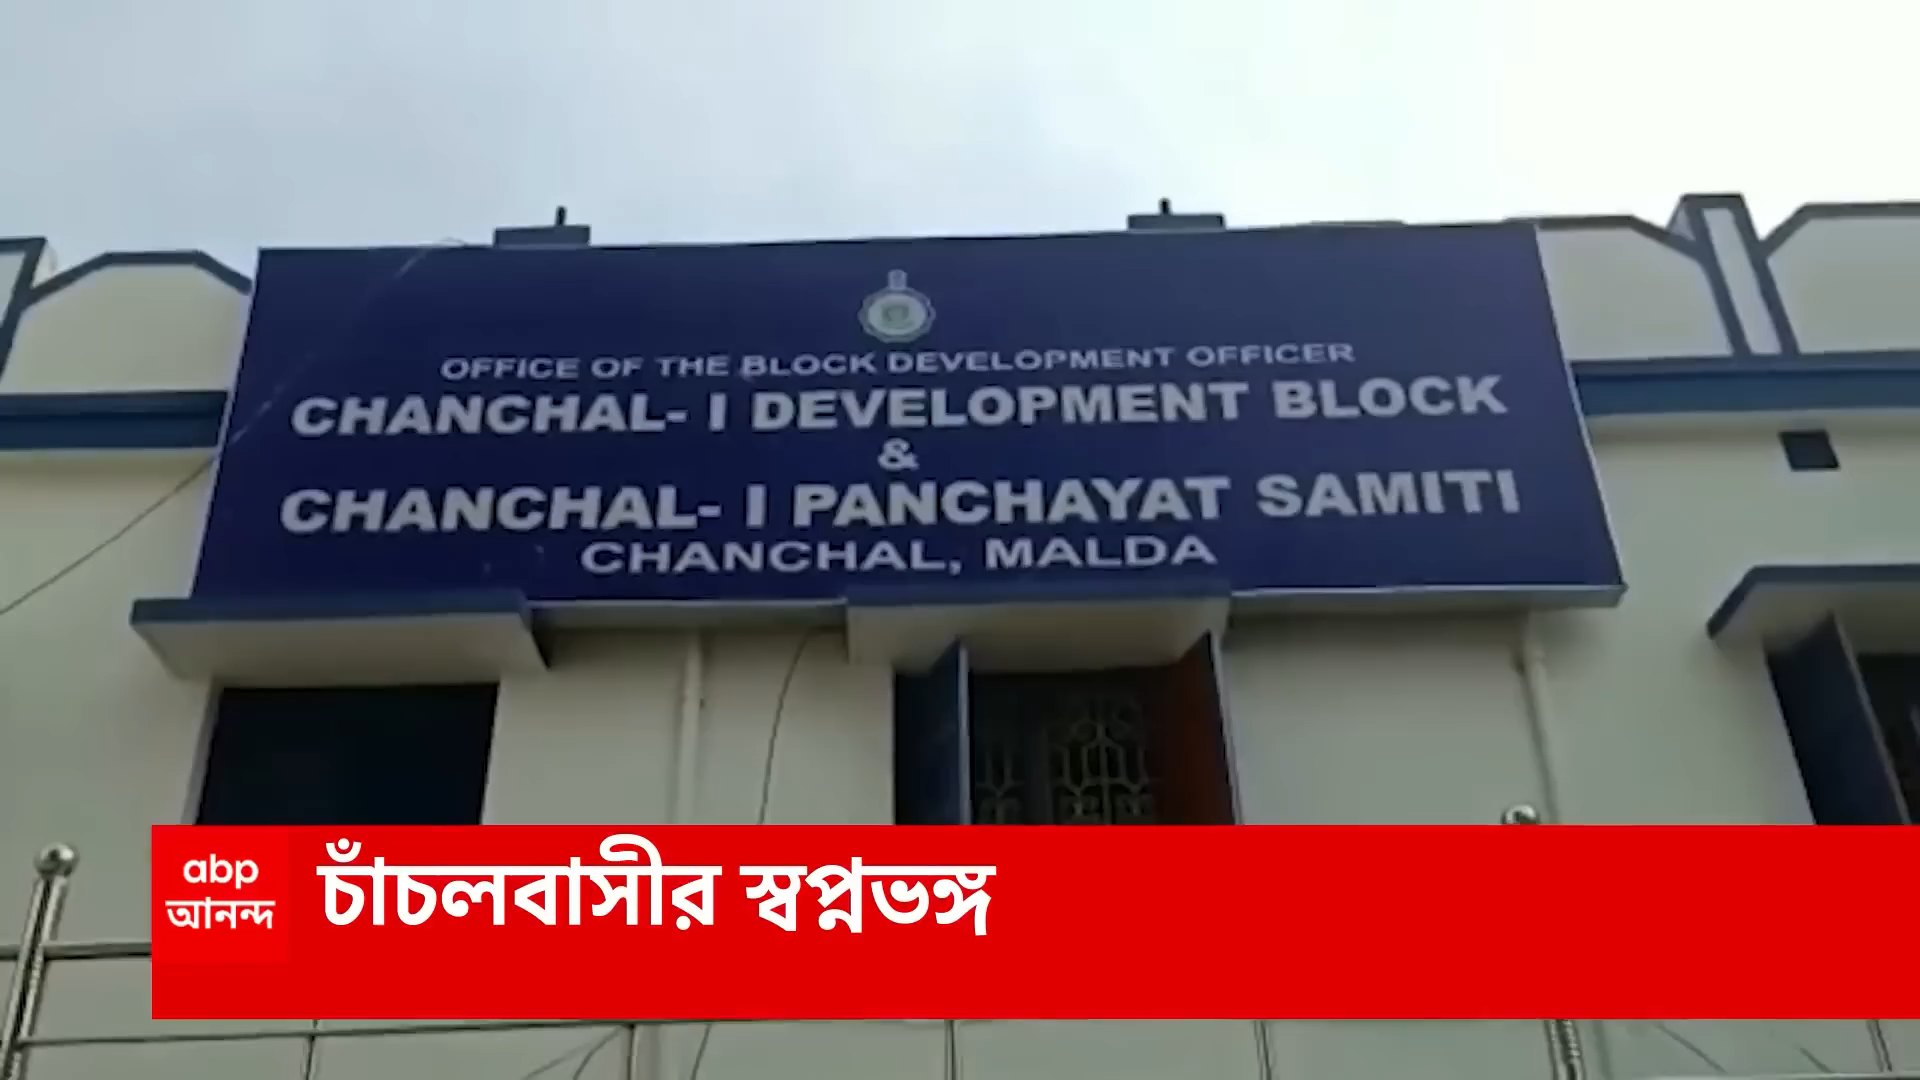 OFFICE OF THE BLOCK DEVELOPMENT OFFICER
CHANCHAL- I DEVELOPMENT BLOCK
&
CHANCHAL- I PANCHAYAT SAMITI
CHANCHAL, MALDA
abp
আনন্দ
চাঁচলবাসীর স্বপ্নভঙ্গ